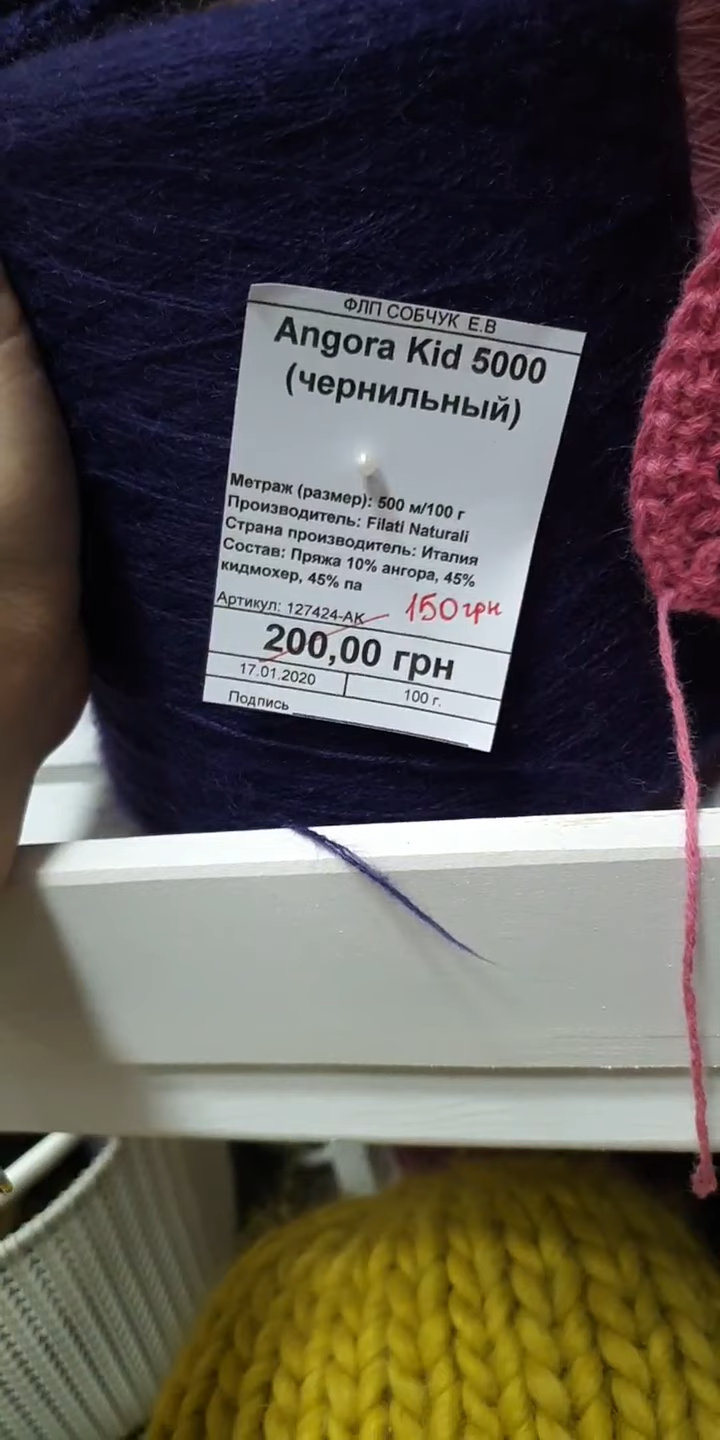 ФЛП СОБЧУК Е.В
Angora Kid 5000
(чернильный)
Метраж (размер): 500 м/100 г
Производитель: Filati Naturali
Страна производитель: Италия
Состав: Пряжа 10% ангора, 45%
кидмохер, 45% па
Артикул: 127424-АК 150грн
200,00 грн
17.01.2020 100 г.
Подпись